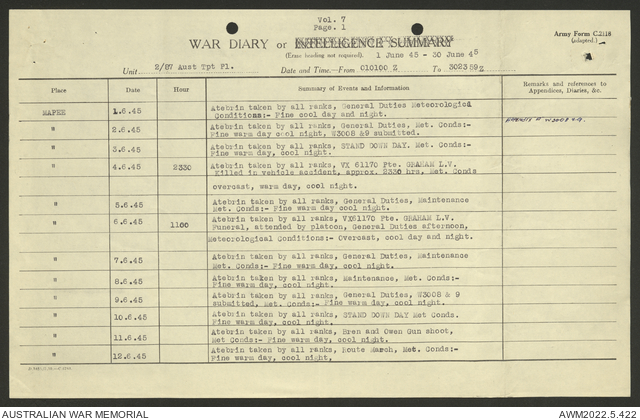 Vol. 7
Page. 1
Army Form C.2118
(adapted.)
WAR DIARY or INTELLIGENCE SUMMARY
(Erase heading not required). 1 June 45 - 30 June 45
Unit 2/87 Aust Tpt Pl. Date and Time.—From 010100 Z To 302359Z
Place Date Hour Summary of Events and Information Remarks and references to Appendices, Diaries, &c.
MAPEE 1.6.45 Atebrin taken by all ranks, General Duties Meteorological
Conditions:- Fine cool day and night.
" 2.6.45 Atebrin taken by all ranks, General Duties, Met. Conds:-
Fine warm day cool night. W3008 & 9 submitted.
" 3.6.45 Atebrin taken by all ranks, STAND DOWN DAY, Met. Conds:-
Fine warm day, cool night.
" 4.6.45 2330 Atebrin taken by all ranks, VX 61170 Pte. GRAHAM L.V.
Killed in vehicle accident, approx. 2330 hrs, Met. Conds
overcast, warm day, cool night.
" 5.6.45 Atebrin taken by all ranks, General Duties, Maintenance
Met. Conds:- Fine warm day cool night.
" 6.6.45 1100 Atebrin taken by all ranks, VX61170 Pte. GRAHAM L.V.
Funeral, attended by platoon, General Duties afternoon,
Meteorological Conditions:- Overcast, cool day and night.
" 7.6.45 Atebrin taken by all ranks, General Duties, Maintenance
Met. Conds:- Fine warm day, cool night.
" 8.6.45 Atebrin taken by all ranks, Maintenance, Met. Conds:-
Fine warm day, cool night.
" 9.6.45 Atebrin taken by all ranks, General Duties, W3008 & 9
submitted, Met. Conds:- Fine warm day, cool night.
" 10.6.45 Atebrin taken by all ranks, STAND DOWN DAY Met Conds.
Fine warm day, cool night.
" 11.6.45 Atebrin taken by all ranks, Bren and Owen Gun shoot,
Met Conds:- Fine warm day, cool night.
" 12.6.45 Atebrin taken by all ranks, Route March, Met. Conds:-
Fine warm day, cool night,
AUSTRALIAN WAR MEMORIAL AWM2022.5.422